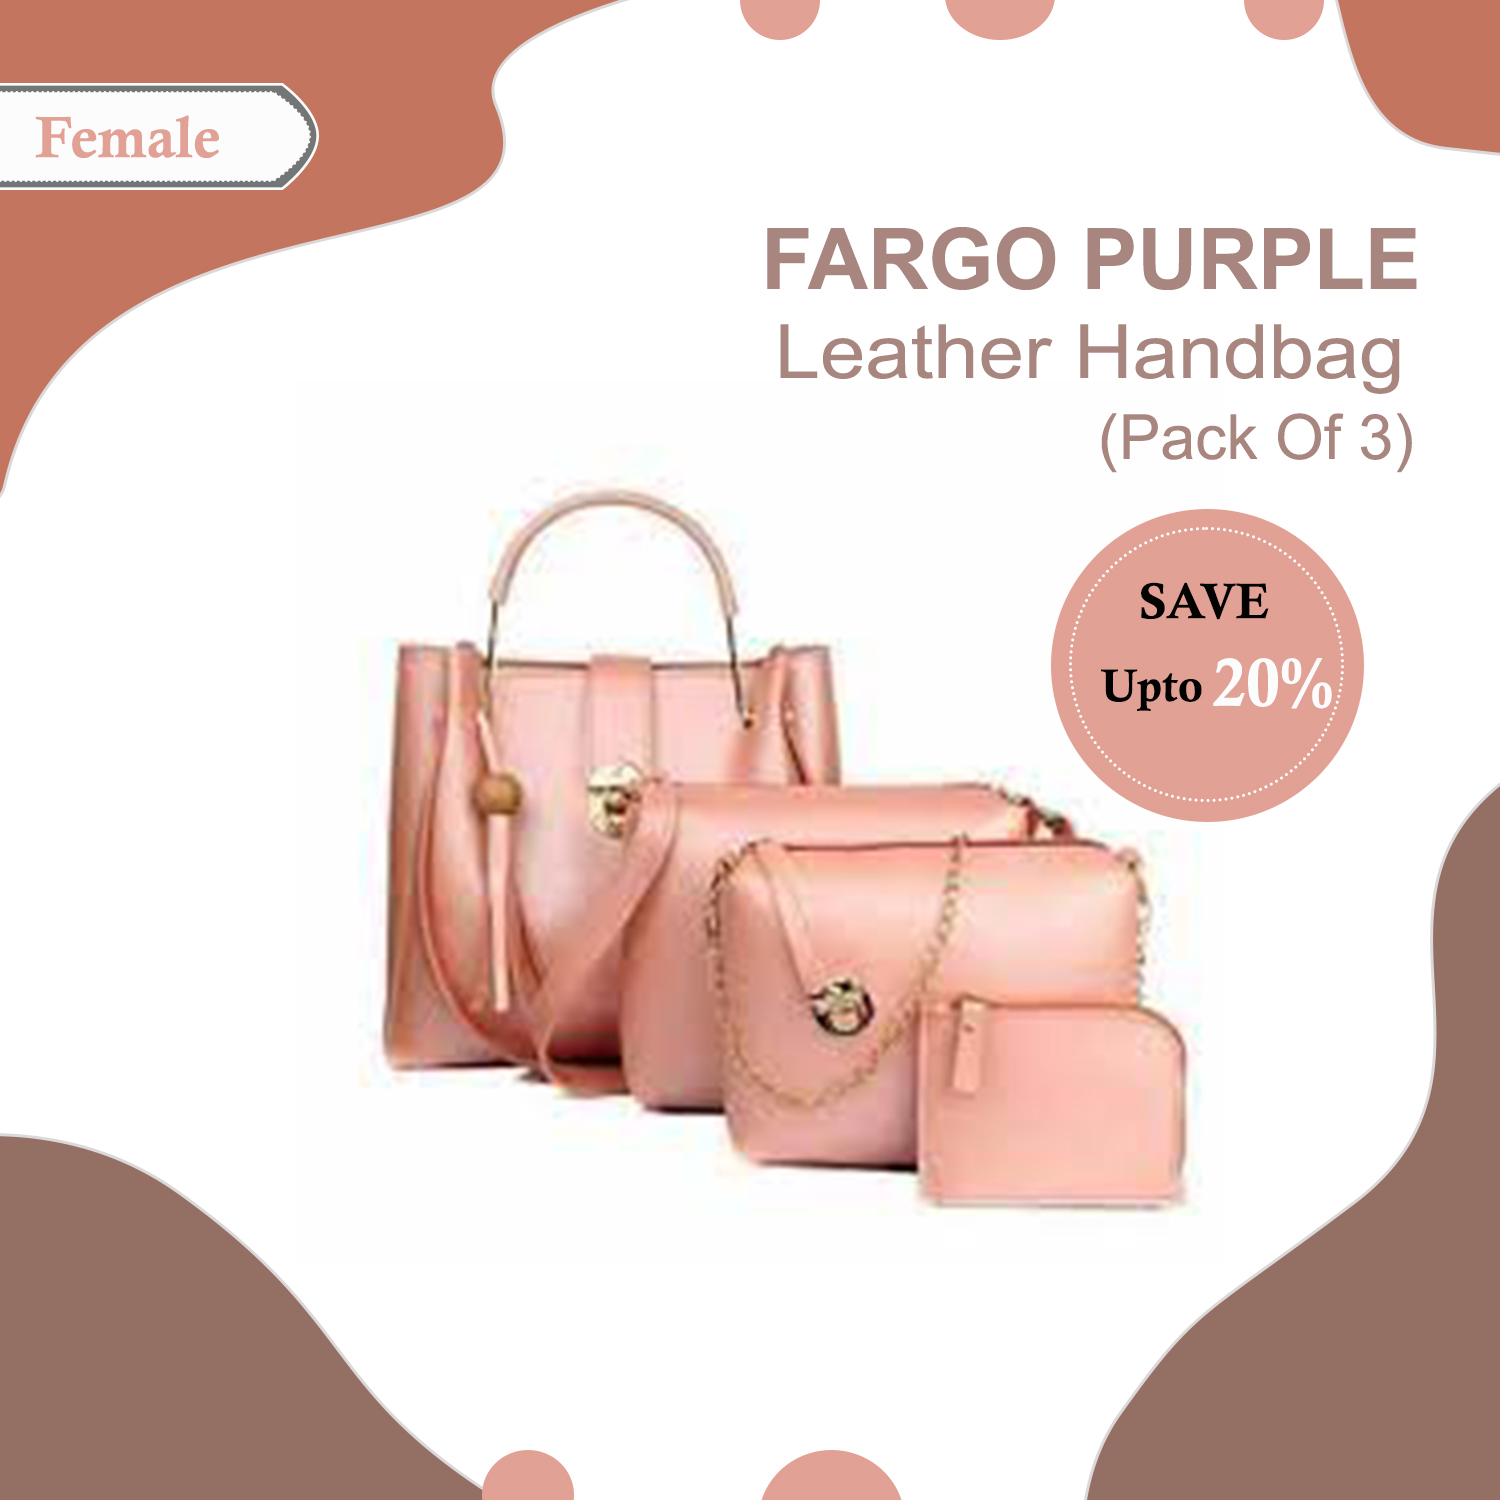 Female
FARGO PURPLE
Leather Handbag
(Pack Of 3)
SAVE
Upto 20%